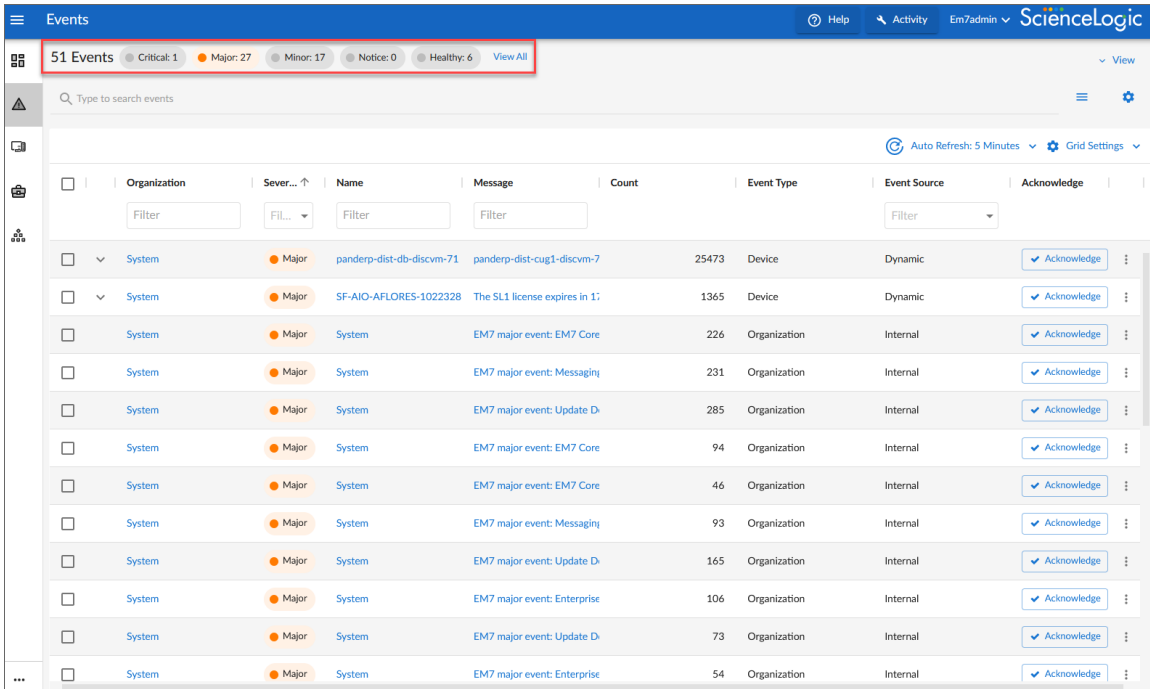 Events Help Activity Em7admin ScienceLogic
51 Events Critical: 1 Major: 27 Minor: 17 Notice: 0 Healthy: 6 View All View
Type to search events
Auto Refresh: 5 Minutes Grid Settings
Organization Sever... Name Message Count Event Type Event Source Acknowledge
Filter Fil... Filter Filter Filter
System Major panderp-dist-db-discvm-71 panderp-dist-cug1-discvm-7 25473 Device Dynamic Acknowledge
System Major SF-AIO-AFLORES-1022328 The SL1 license expires in 17 1365 Device Dynamic Acknowledge
System Major System EM7 major event: EM7 Core 226 Organization Internal Acknowledge
System Major System EM7 major event: Messaging 231 Organization Internal Acknowledge
System Major System EM7 major event: Update 285 Organization Internal Acknowledge
System Major System EM7 major event: EM7 Core 94 Organization Internal Acknowledge
System Major System EM7 major event: EM7 Core 46 Organization Internal Acknowledge
System Major System EM7 major event: Messaging 93 Organization Internal Acknowledge
System Major System EM7 major event: Update 165 Organization Internal Acknowledge
System Major System EM7 major event: Enterprise 106 Organization Internal Acknowledge
System Major System EM7 major event: Update 73 Organization Internal Acknowledge
System Major System EM7 major event: Enterprise 54 Organization Internal Acknowledge